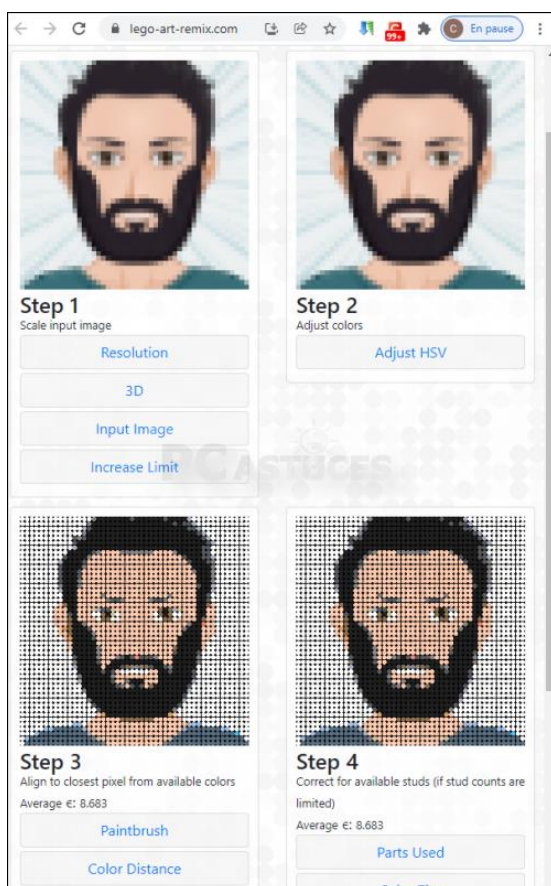 lego-art-remix.com
99+
C
En pause
Step 1
Scale input image
Resolution
3D
Input Image
Increase Limit
Step 2
Adjust colors
Adjust HSV
PC ASTUCES
Step 3
Align to closest pixel from available colors
Average €: 8.683
Paintbrush
Color Distance
Step 4
Correct for available studs (if stud counts are
limited)
Average €: 8.683
Parts Used